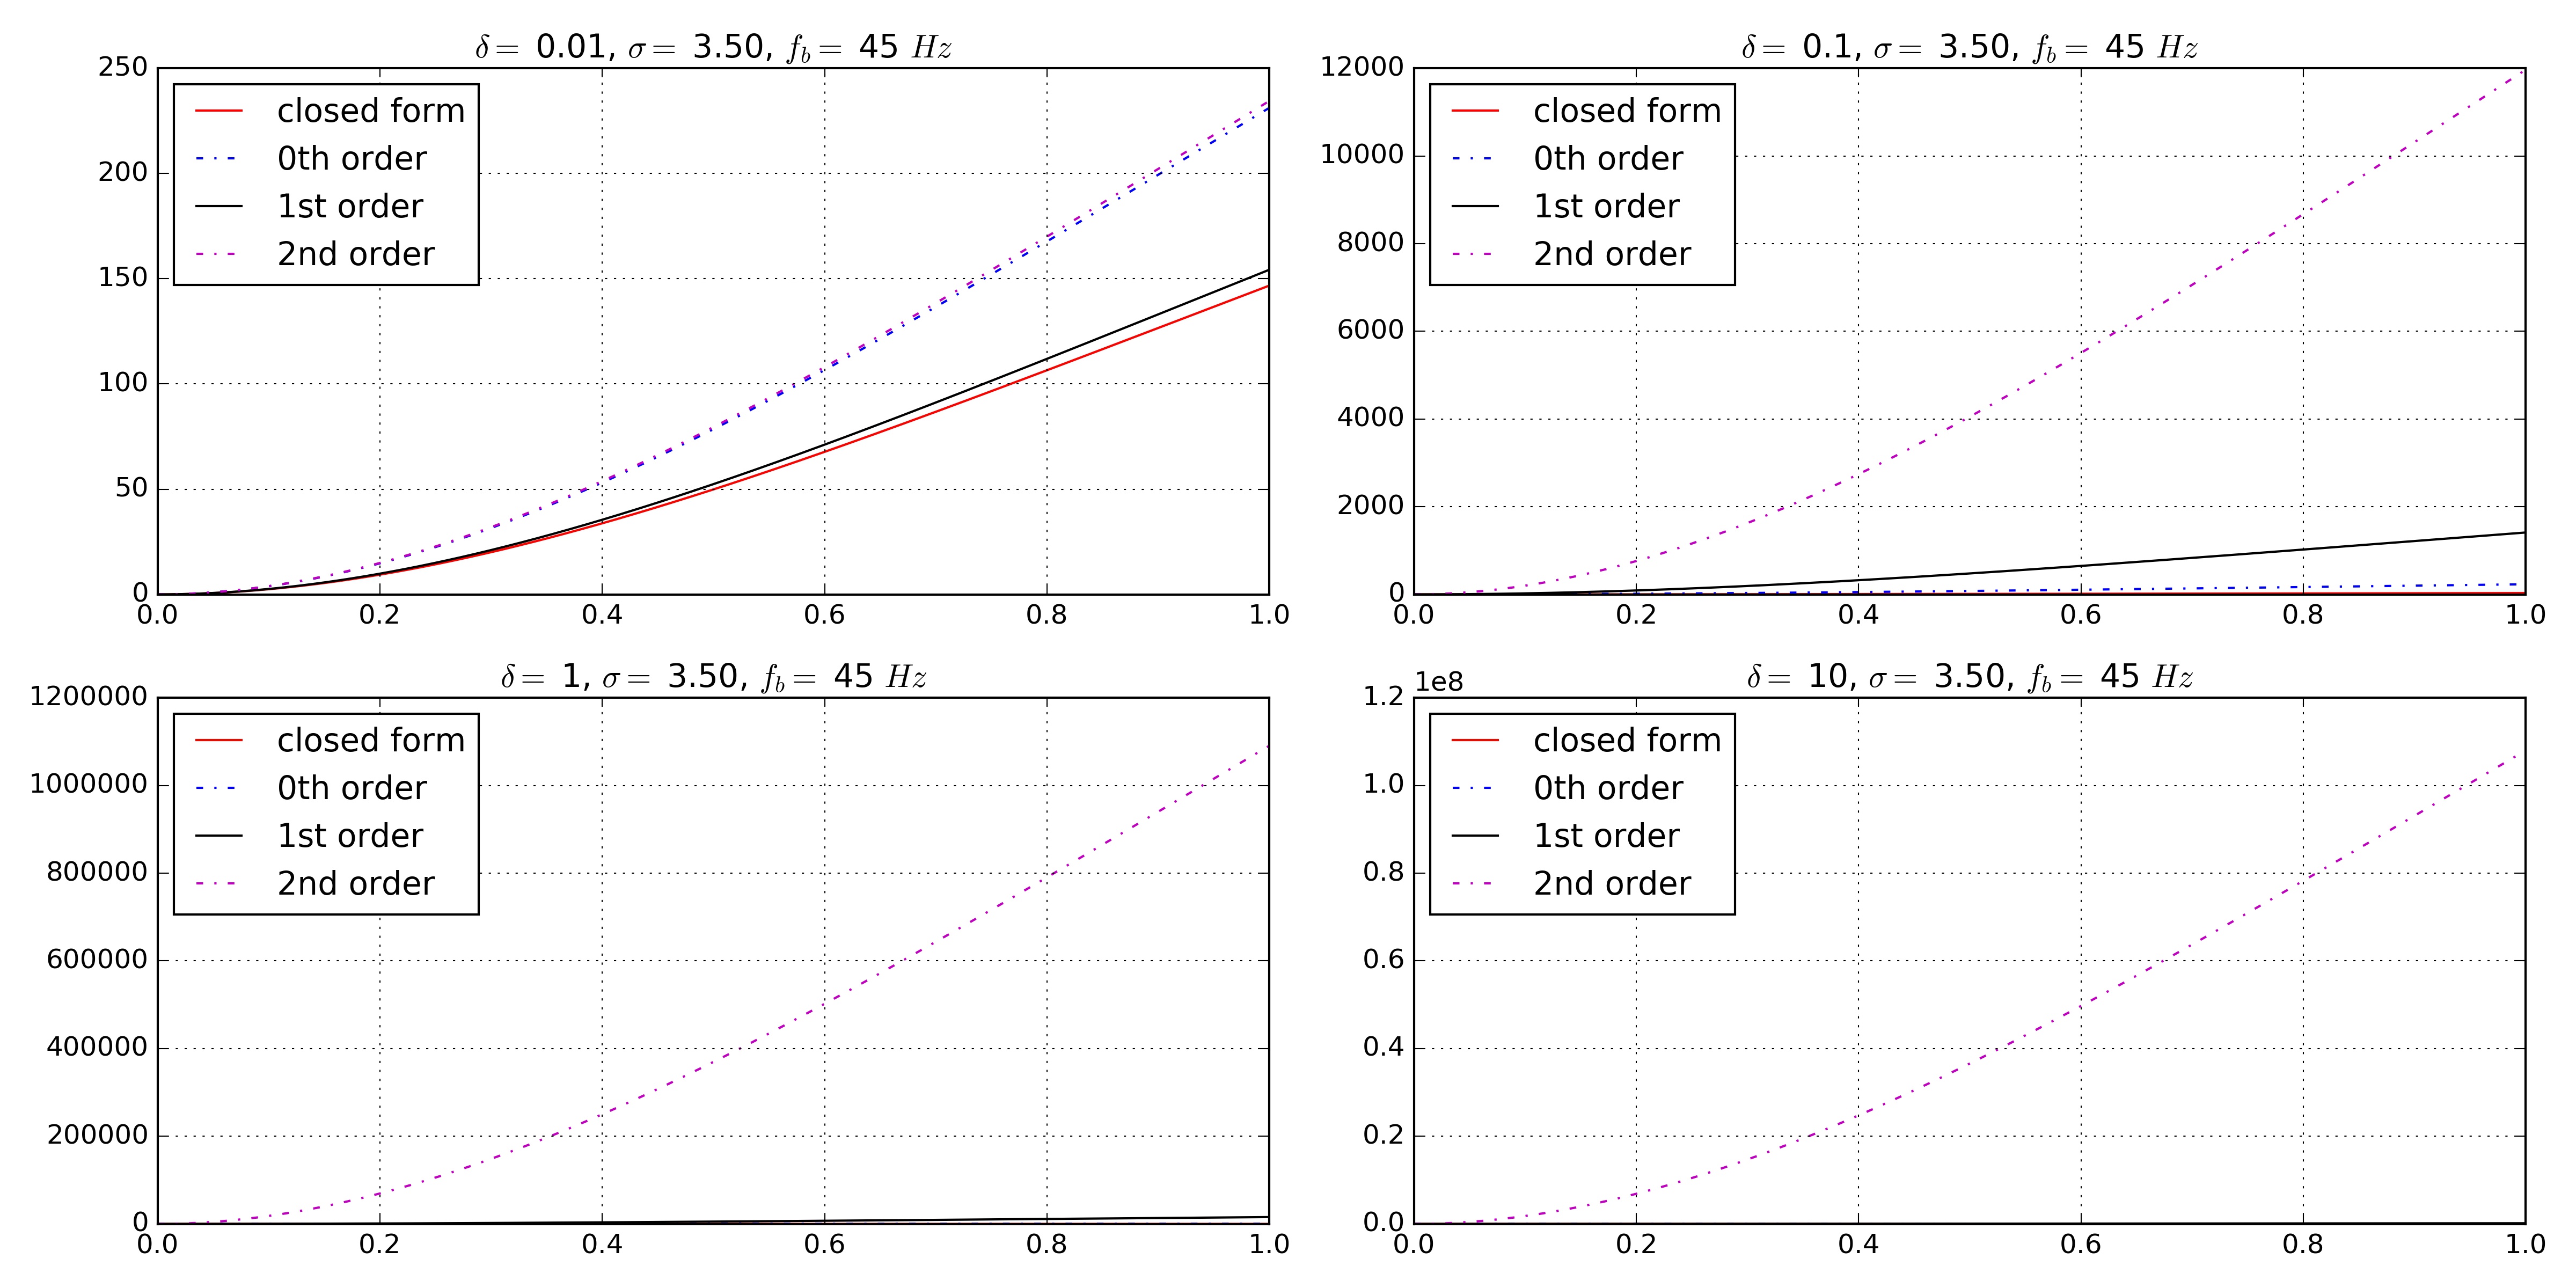 δ = 0.01, σ = 3.50, f_b = 45 Hz
250
200
150
100
50
0
0.0 0.2 0.4 0.6 0.8 1.0
closed form
0th order
1st order
2nd order
δ = 0.1, σ = 3.50, f_b = 45 Hz
12000
10000
8000
6000
4000
2000
0
0.0 0.2 0.4 0.6 0.8 1.0
closed form
0th order
1st order
2nd order
δ = 1, σ = 3.50, f_b = 45 Hz
1200000
1000000
800000
600000
400000
200000
0
0.0 0.2 0.4 0.6 0.8 1.0
closed form
0th order
1st order
2nd order
δ = 10, σ = 3.50, f_b = 45 Hz
1e8
1.2
1.0
0.8
0.6
0.4
0.2
0.0
0.0 0.2 0.4 0.6 0.8 1.0
closed form
0th order
1st order
2nd order